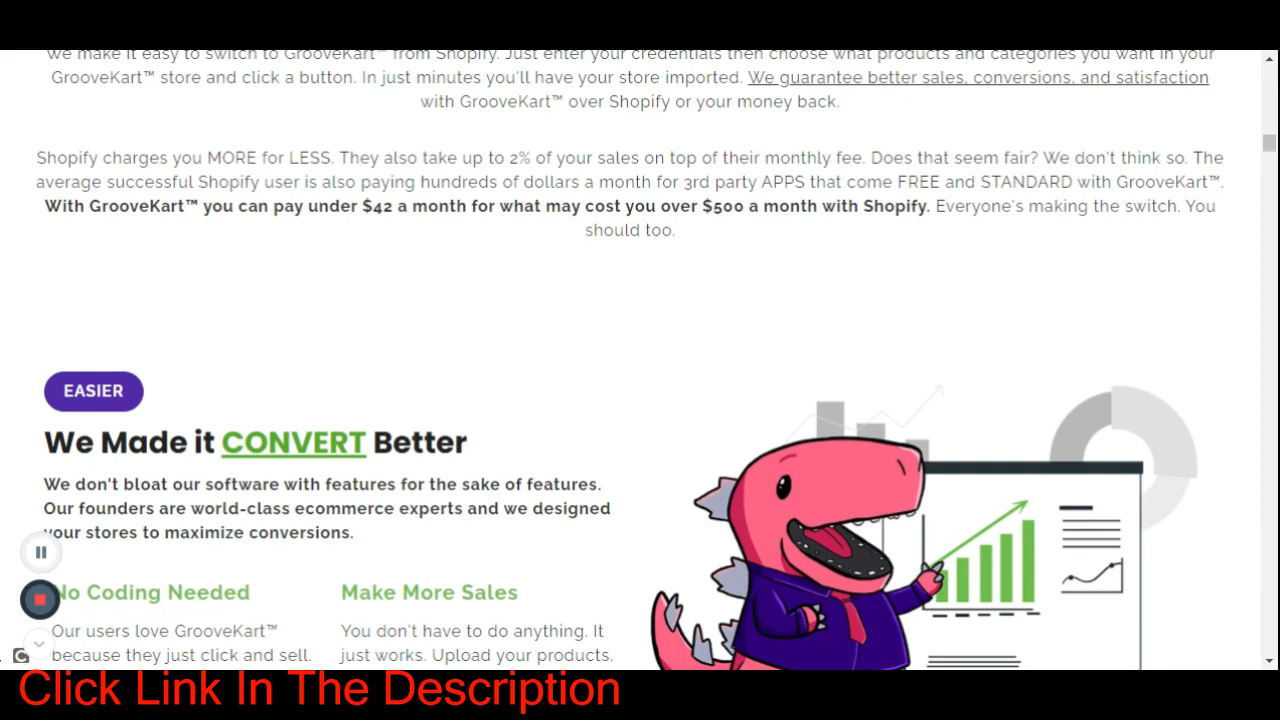 We make it easy to switch to GrooveKart™ from Shopify. Just enter your credentials then choose what products and categories you want in your
GrooveKart™ store and click a button. In just minutes you'll have your store imported. We guarantee better sales, conversions, and satisfaction
with GrooveKart™ over Shopify or your money back.
Shopify charges you MORE for LESS. They also take up to 2% of your sales on top of their monthly fee. Does that seem fair? We don't think so. The
average successful Shopify user is also paying hundreds of dollars a month for 3rd party APPS that come FREE and STANDARD with GrooveKart™.
With GrooveKart™ you can pay under $42 a month for what may cost you over $500 a month with Shopify. Everyone's making the switch. You
should too.
EASIER
We Made it CONVERT Better
We don't bloat our software with features for the sake of features.
Our founders are world-class ecommerce experts and we designed
your stores to maximize conversions.
No Coding Needed
Our users love GrooveKart™
because they just click and sell.
Make More Sales
You don't have to do anything. It
just works. Upload your products,
Click Link In The Description